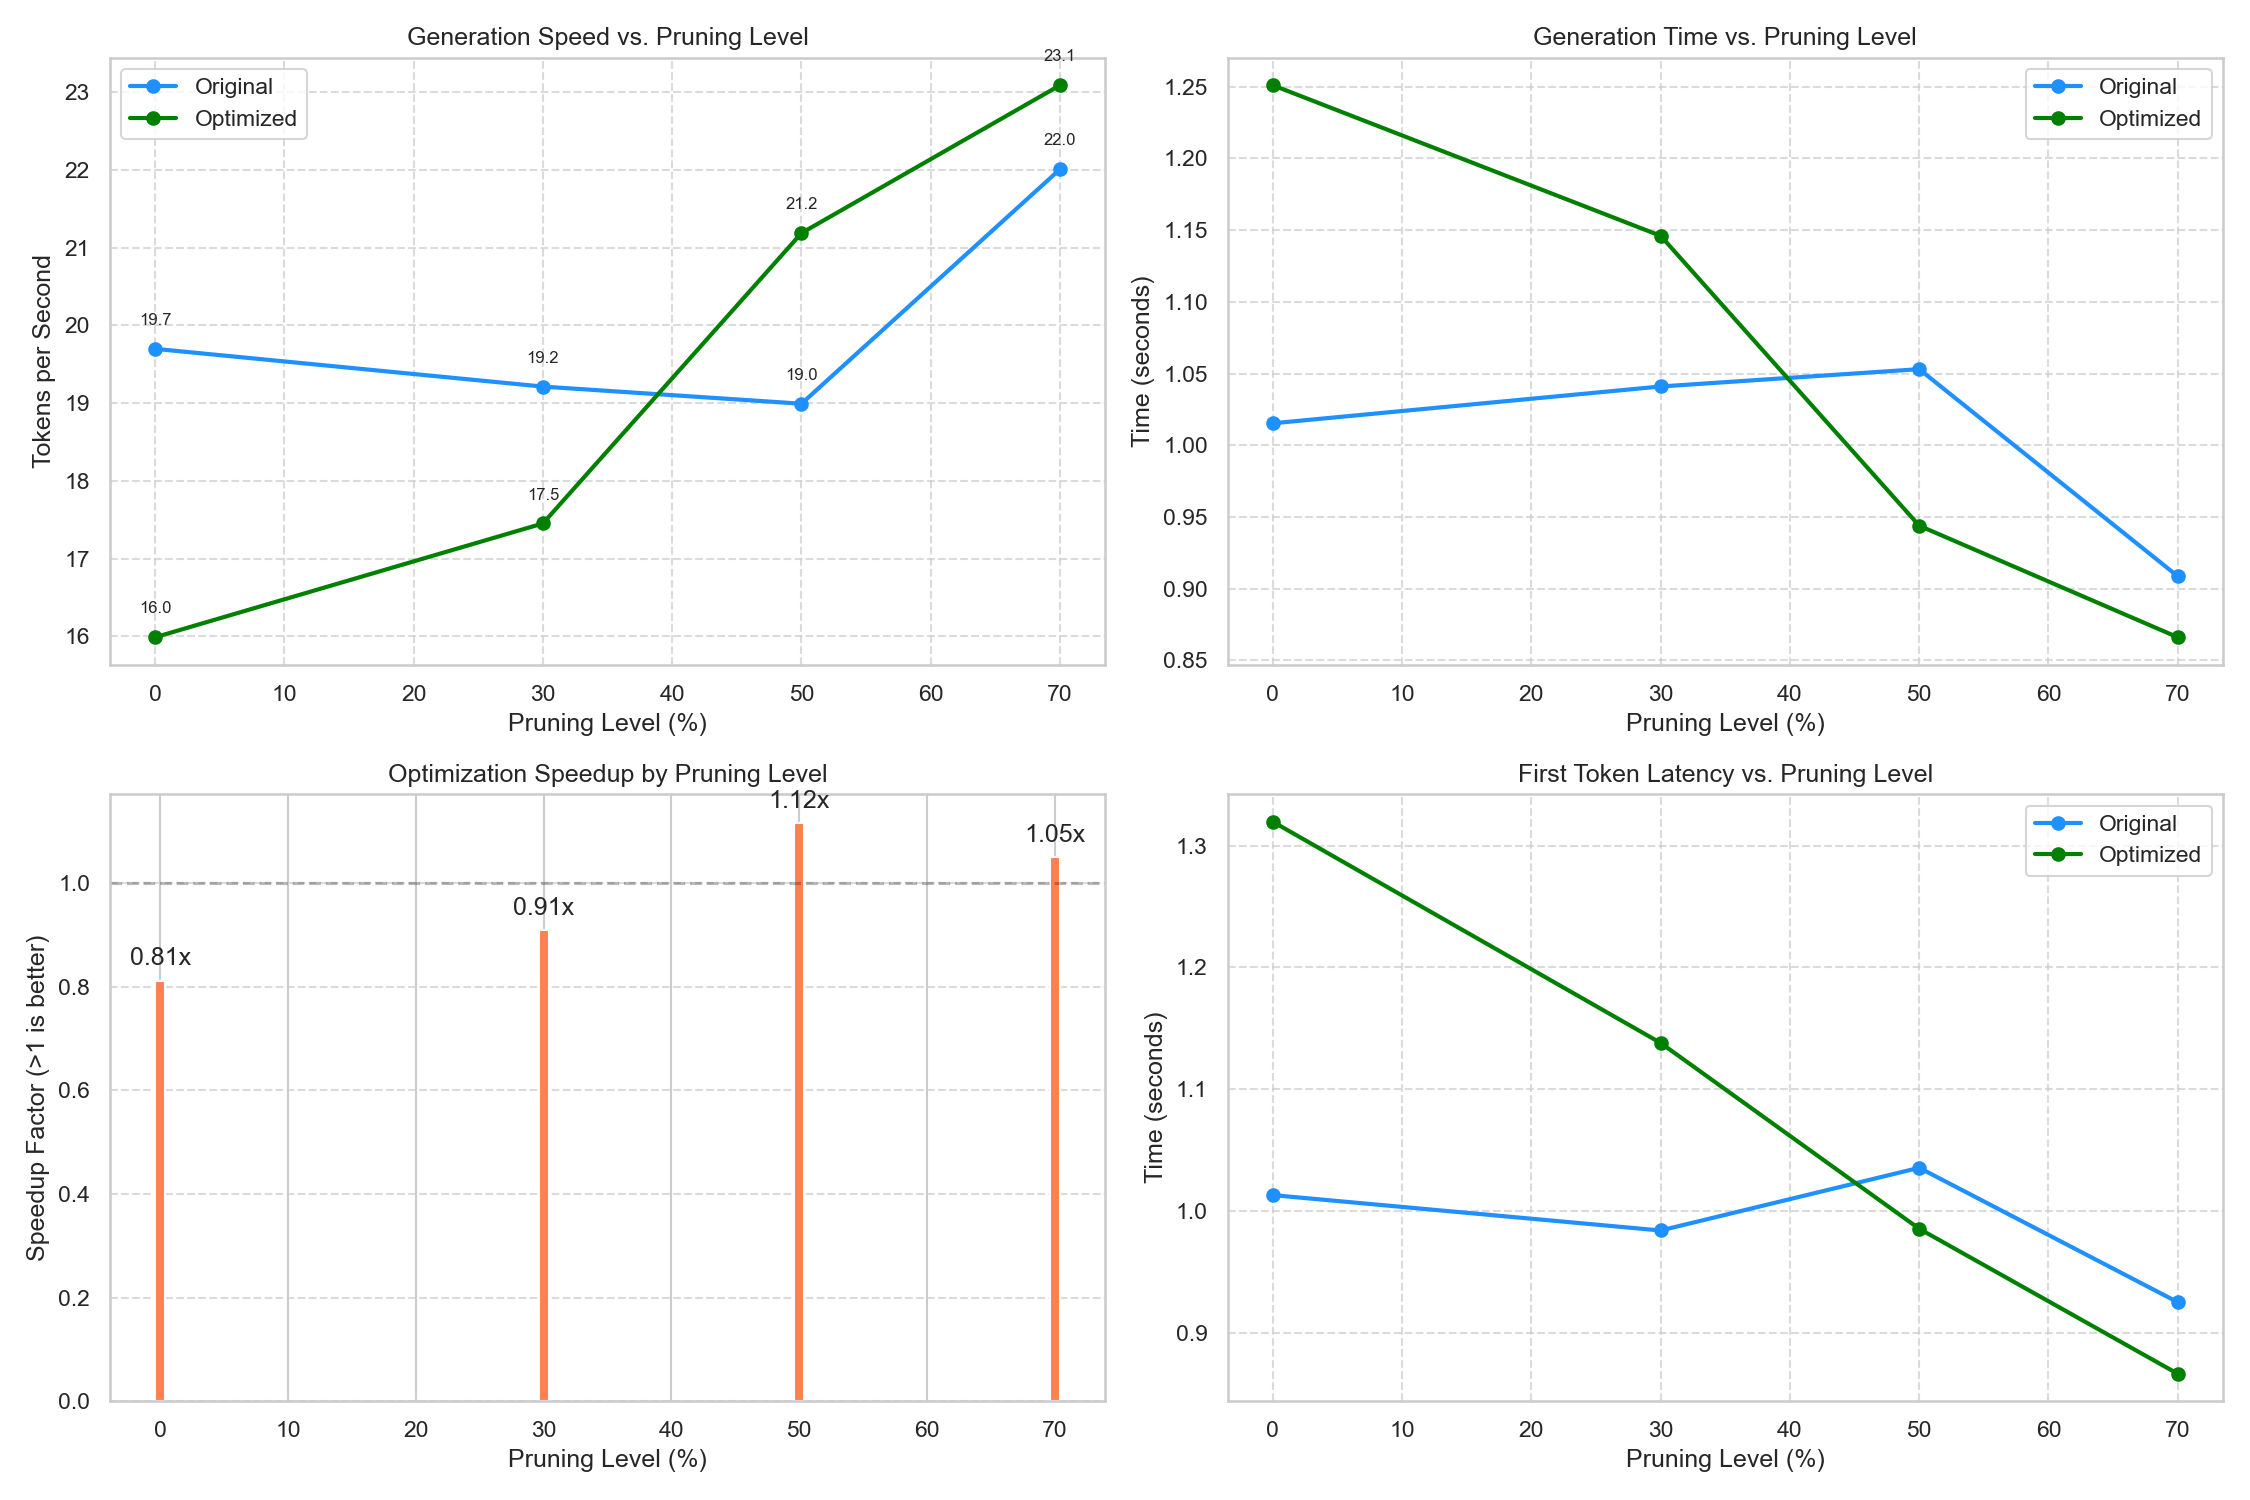 Generation Speed vs. Pruning Level
Tokens per Second
Original
Optimized
23
22
21
20
19
18
17
16
19.7
19.2
19.0
22.0
16.0
17.5
21.2
23.1
0 10 20 30 40 50 60 70
Pruning Level (%)
Generation Time vs. Pruning Level
Time (seconds)
Original
Optimized
1.25
1.20
1.15
1.10
1.05
1.00
0.95
0.90
0.85
0 10 20 30 40 50 60 70
Pruning Level (%)
Optimization Speedup by Pruning Level
Speedup Factor (>1 is better)
1.0
0.8
0.6
0.4
0.2
0.0
0.81x
0.91x
1.12x
1.05x
0 10 20 30 40 50 60 70
Pruning Level (%)
First Token Latency vs. Pruning Level
Time (seconds)
Original
Optimized
1.3
1.2
1.1
1.0
0.9
0 10 20 30 40 50 60 70
Pruning Level (%)